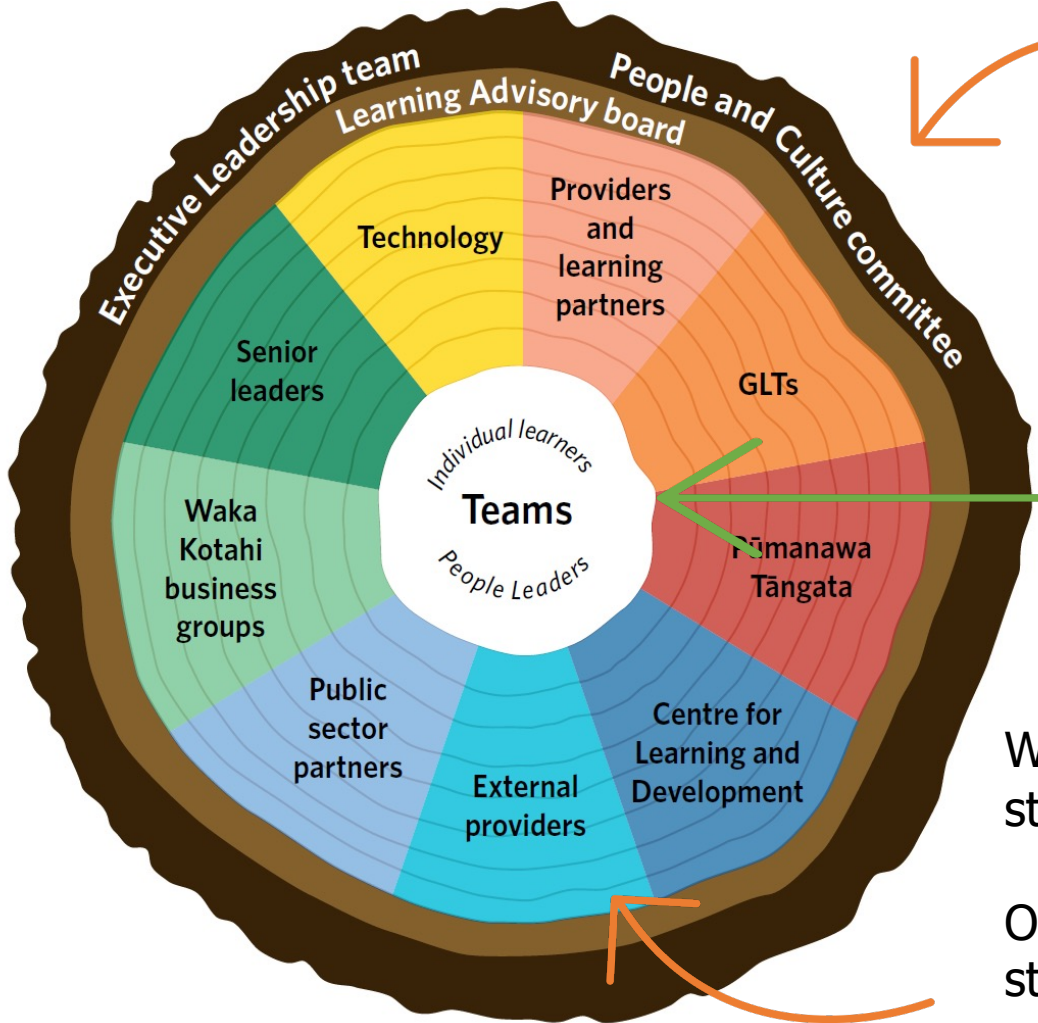 Executive Leadership team
People and Culture committee
Learning Advisory board
Technology
Providers
and
learning
partners
Senior
leaders
GLTs
Individual learners
Teams
People Leaders
Waka
Kotahi
business
groups
Pūmanawa
Tāngata
Public
sector
partners
External
providers
Centre for
Learning and
Development
W
st
O
st